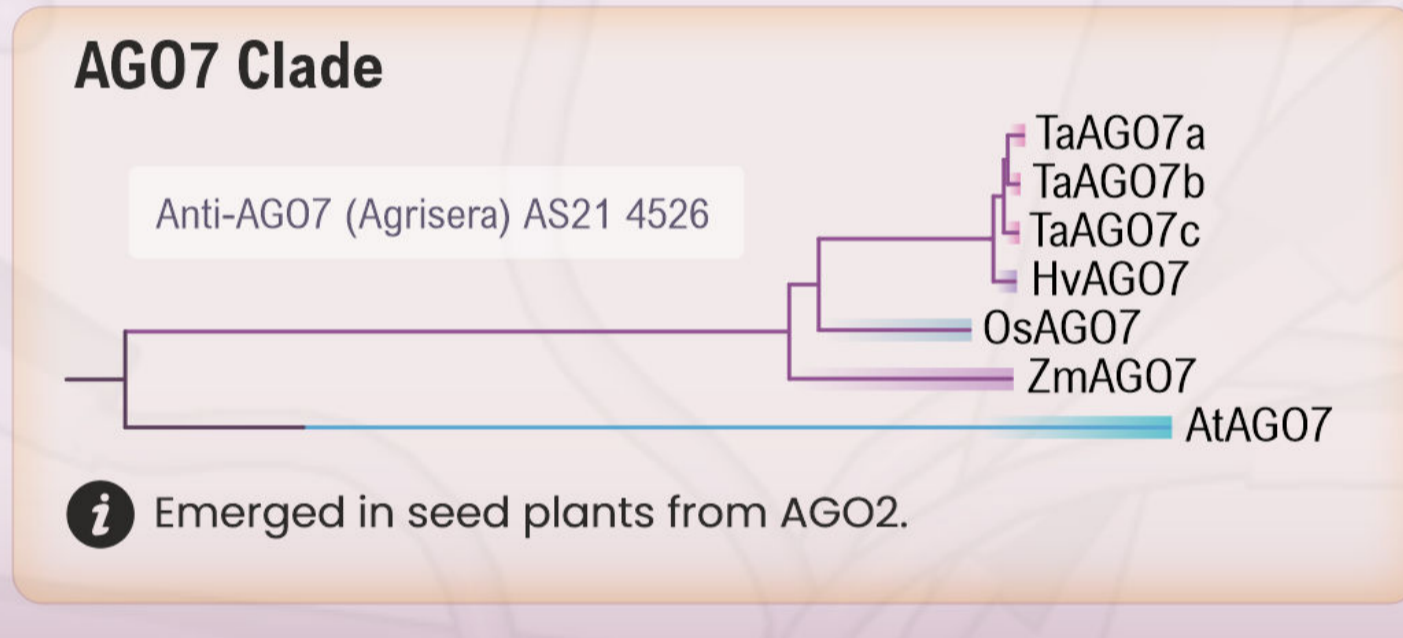 AGO7 Clade
Anti-AGO7 (Agrisera) AS21 4526
TaAGO7a
TaAGO7b
TaAGO7c
HvAGO7
OsAGO7
ZmAGO7
AtAGO7
i Emerged in seed plants from AGO2.